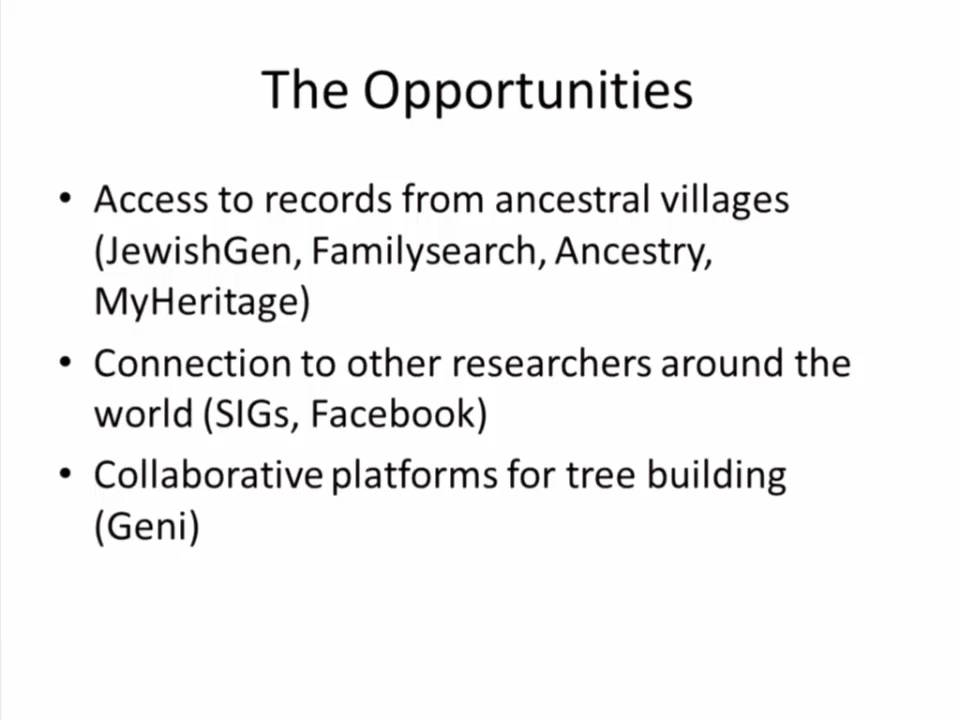 The Opportunities
• Access to records from ancestral villages
(JewishGen, Familysearch, Ancestry,
MyHeritage)
• Connection to other researchers around the
world (SIGs, Facebook)
• Collaborative platforms for tree building
(Geni)